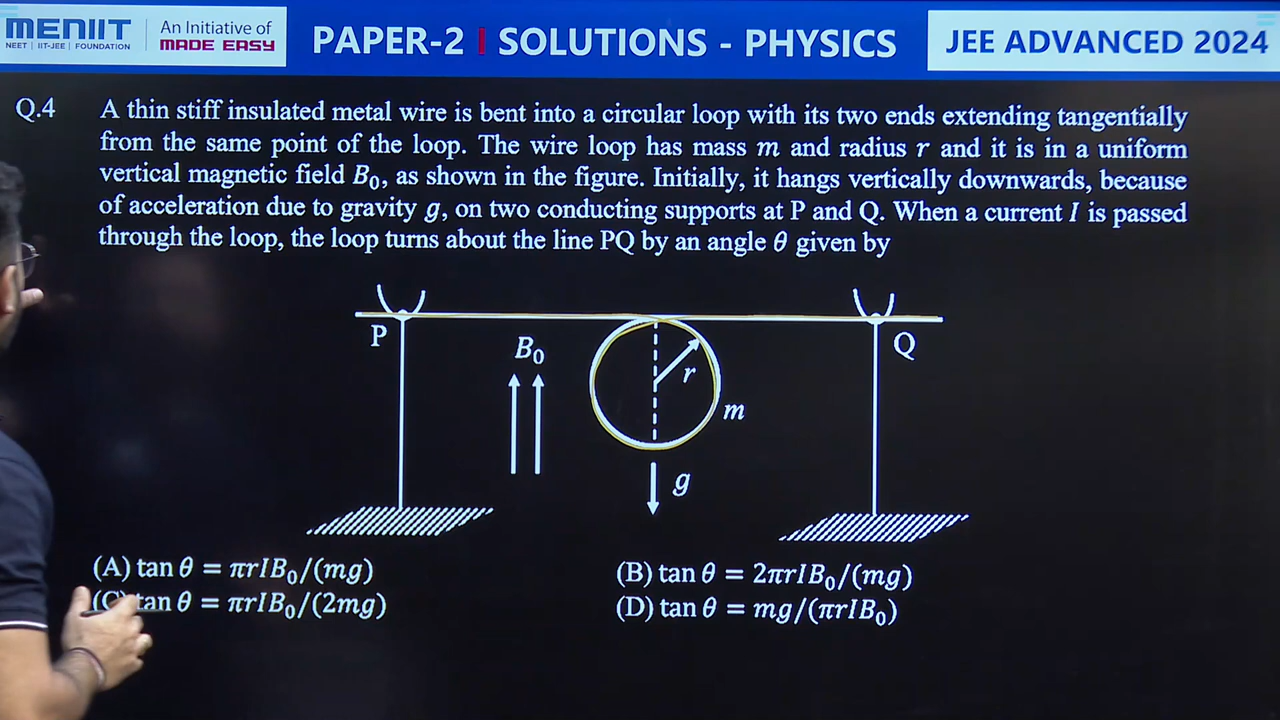 MENIIT
NEET | IIT-JEE | FOUNDATION
An Initiative of
MADE EASY
PAPER-2 | SOLUTIONS - PHYSICS
JEE ADVANCED 2024
Q.4 A thin stiff insulated metal wire is bent into a circular loop with its two ends extending tangentially
from the same point of the loop. The wire loop has mass m and radius r and it is in a uniform
vertical magnetic field B₀, as shown in the figure. Initially, it hangs vertically downwards, because
of acceleration due to gravity g, on two conducting supports at P and Q. When a current I is passed
through the loop, the loop turns about the line PQ by an angle θ given by
P
Q
B₀
r
m
g
(A) tan θ = πrIB₀/(mg)
(B) tan θ = 2πrIB₀/(mg)
(C) tan θ = πrIB₀/(2mg)
(D) tan θ = mg/(πrIB₀)